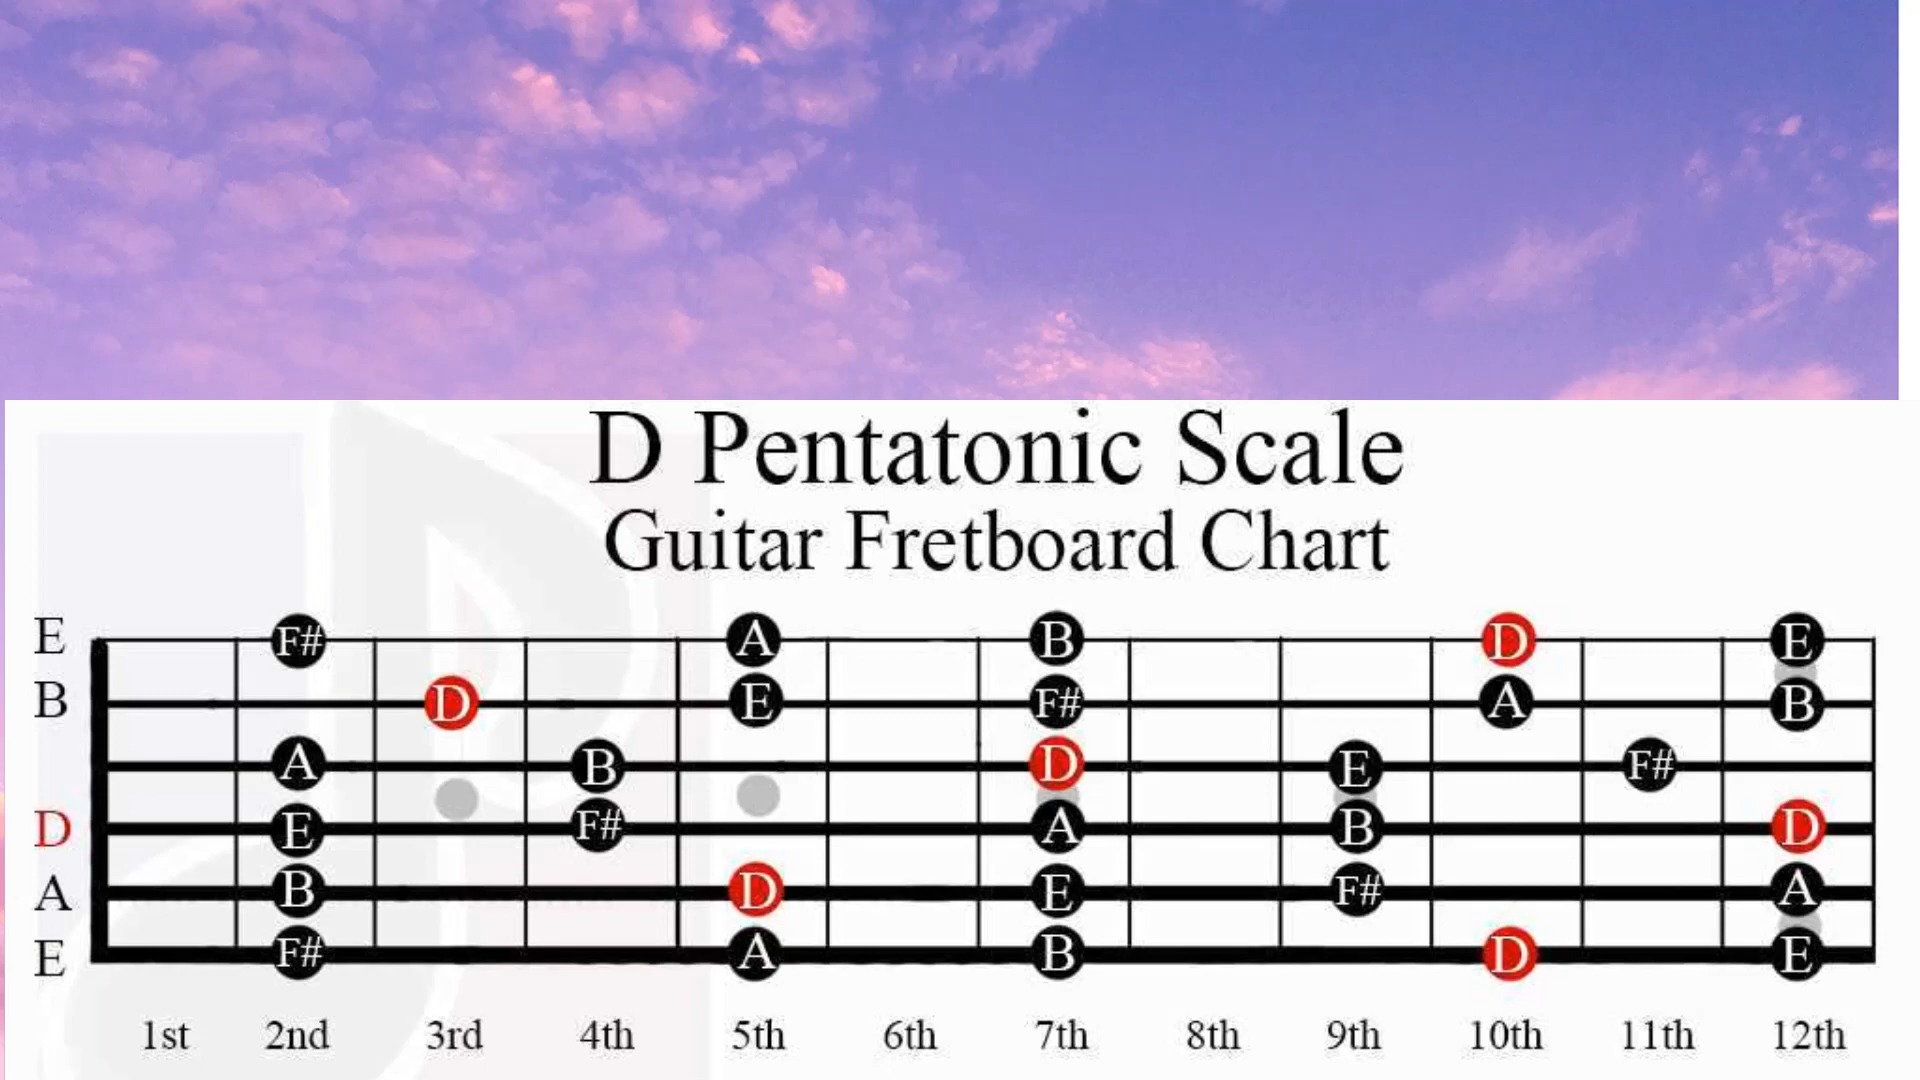 D Pentatonic Scale
Guitar Fretboard Chart
E F# A B D E
B D E F# A B
A B D E F#
D E F# A B D
A B D E F# A
E F# A B D E
1st 2nd 3rd 4th 5th 6th 7th 8th 9th 10th 11th 12th